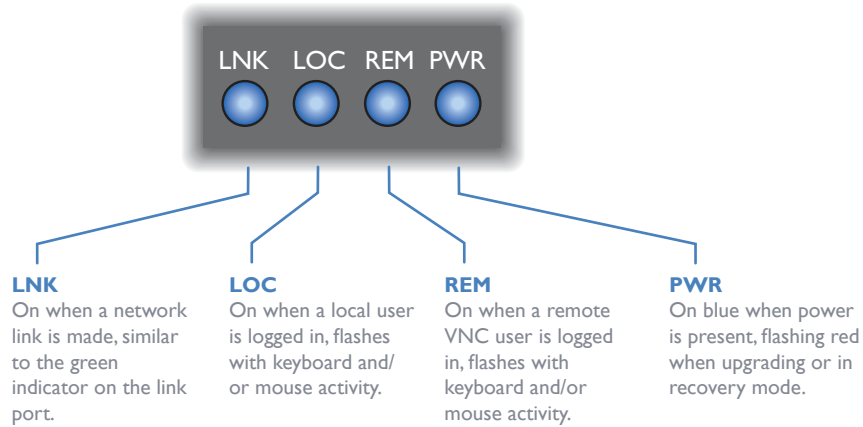 LNK LOC REM PWR
LNK
On when a network
link is made, similar
to the green
indicator on the link
port.
LOC
On when a local user
is logged in, flashes
with keyboard and/
or mouse activity.
REM
On when a remote
VNC user is logged
in, flashes with
keyboard and/or
mouse activity.
PWR
On blue when power
is present, flashing red
when upgrading or in
recovery mode.